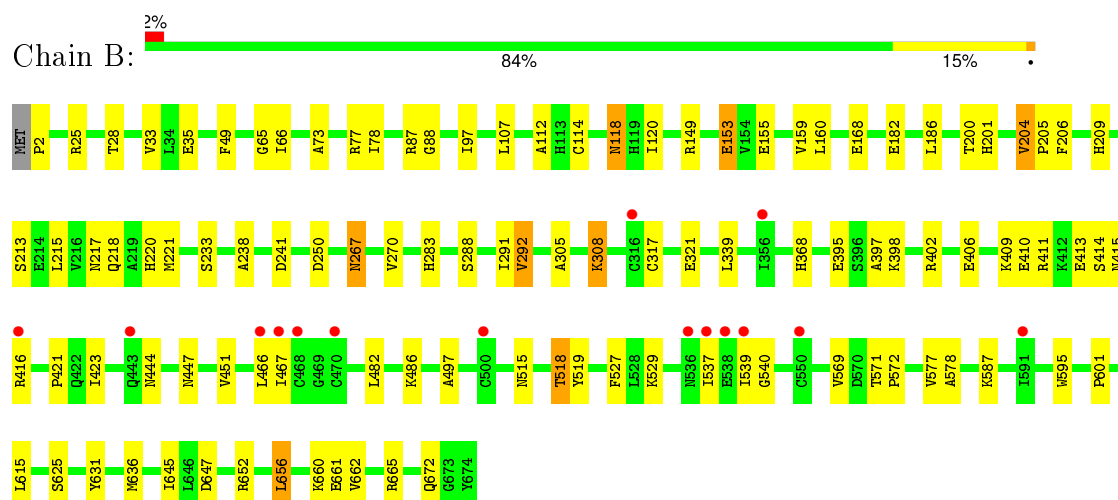 2%
Chain B:
84% 15% •
MET P2 R25 T28 V33 L34 E35 F49 G65 I66 A73 R77 I78 R87 G88 I97 L107 A112 H113 C114 N118 H119 I120 R149 E153 V154 E155 V159 L160 E168 E182 L186 T200 H201 V204 P205 F206 H209
S213 E214 L215 V216 N217 Q218 A219 H220 M221 S233 A238 D241 D250 N267 V270 H283 S288 I291 V292 A305 K308 C316 C317 E321 L339 I356 H368 E395 S396 A397 K398 R402 E406 K409 E410 R411 K412 E413 S414 N415
R416 P421 Q422 I423 Q443 N444 N447 V451 L466 I467 C468 G469 C470 L482 K486 A497 C500 N515 T518 Y519 F527 L528 K529 N536 I537 E538 I539 G540 C550 V569 D570 T571 P572 V577 A578 K587 I591 W595 P601
L615 S625 Y631 M636 I645 L646 D647 R652 L656 K660 E661 V662 R665 Q672 G673 Y674